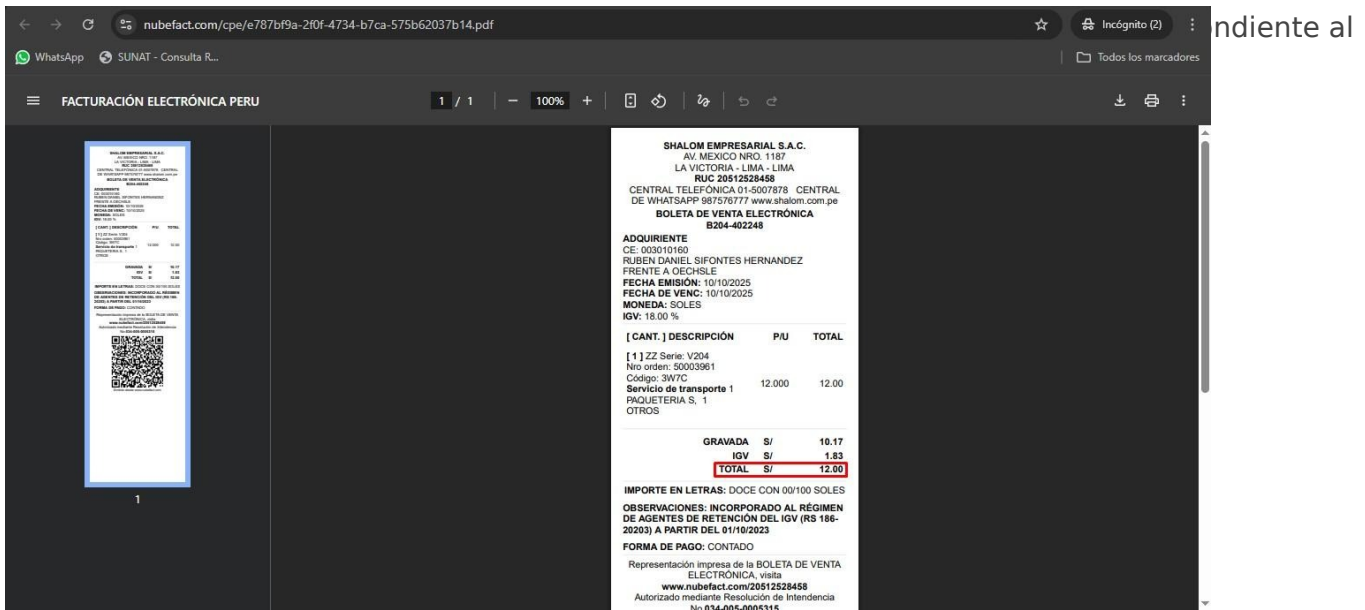 nubefact.com/cpe/e787bf9a-2f0f-4734-b7ca-575b62037b14.pdf
Incógnito (2)
ndiente al
WhatsApp
SUNAT - Consulta R...
Todos los marcadores
FACTURACIÓN ELECTRÓNICA PERU
1 / 1
100%
1
SHALOM EMPRESARIAL S.A.C.
AV. MEXICO NRO. 1187
LA VICTORIA - LIMA - LIMA
RUC 20512528458
CENTRAL TELEFÓNICA 01-5007878 CENTRAL
DE WHATSAPP 987576777 www.shalom.com.pe
BOLETA DE VENTA ELECTRÓNICA
B204-402248
ADQUIRIENTE
CE: 003010160
RUBEN DANIEL SIFONTES HERNANDEZ
FRENTE A OECHSLE
FECHA EMISIÓN: 10/10/2025
FECHA DE VENC: 10/10/2025
MONEDA: SOLES
IGV: 18.00 %
[ CANT. ] DESCRIPCIÓN P/U TOTAL
[ 1 ] ZZ Serie: V204
Nro orden: 50003961
Código: 3W7C
Servicio de transporte 1 12.000 12.00
PAQUETERIA S, 1
OTROS
GRAVADA S/ 10.17
IGV S/ 1.83
TOTAL S/ 12.00
IMPORTE EN LETRAS: DOCE CON 00/100 SOLES
OBSERVACIONES: INCORPORADO AL RÉGIMEN
DE AGENTES DE RETENCIÓN DEL IGV (RS 186-
20203) A PARTIR DEL 01/10/2023
FORMA DE PAGO: CONTADO
Representación impresa de la BOLETA DE VENTA
ELECTRÓNICA, visita
www.nubefact.com/20512528458
Autorizado mediante Resolución de Intendencia
No.034-005-0005315